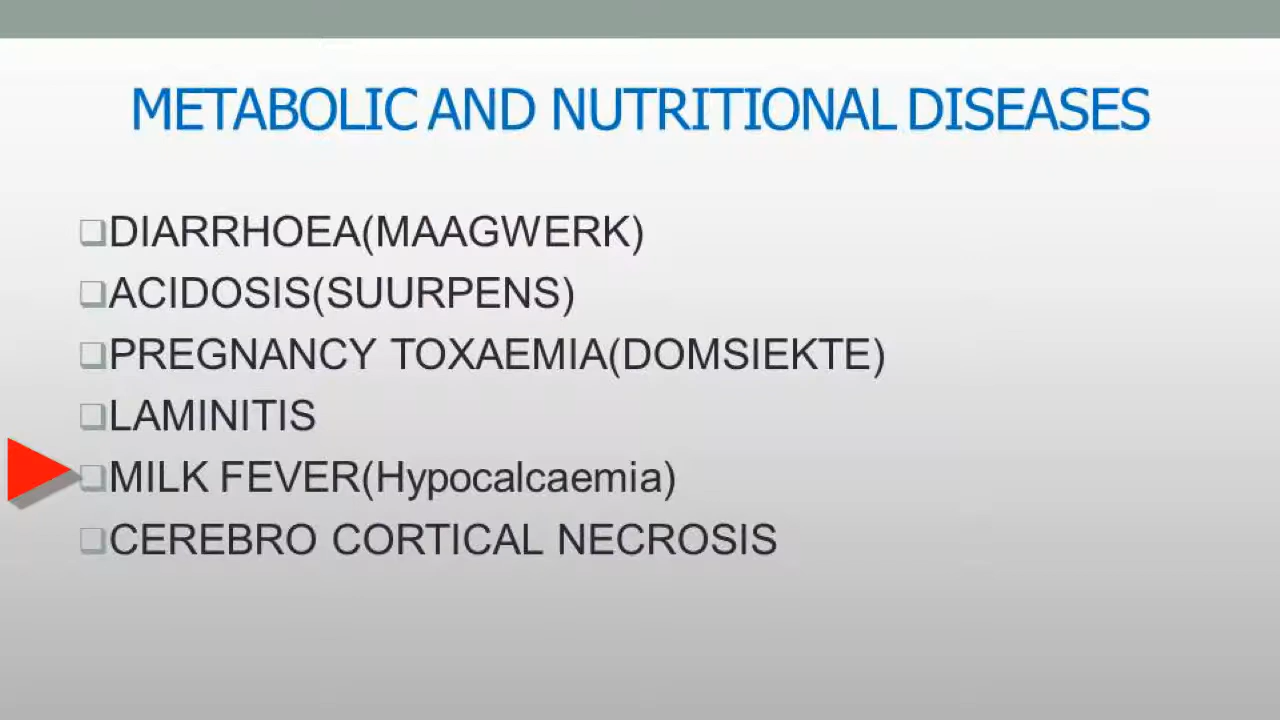 METABOLIC AND NUTRITIONAL DISEASES
DIARRHOEA(MAAGWERK)
ACIDOSIS(SUURPENS)
PREGNANCY TOXAEMIA(DOMSIEKTE)
LAMINITIS
MILK FEVER(Hypocalcaemia)
CEREBRO CORTICAL NECROSIS